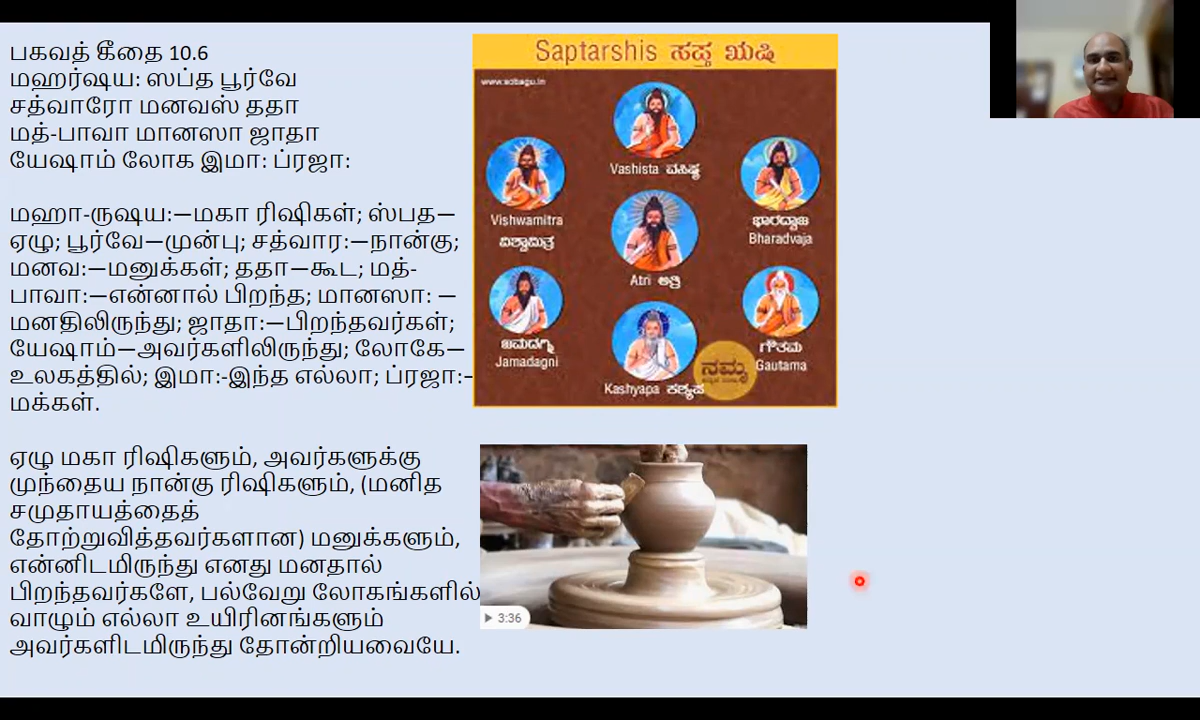 பகவத் கீதை 10.6
மஹர்ஷய: ஸப்த பூர்வே
சத்வாரோ மனவஸ் ததா
மத்-பாவா மானஸா ஜாதா
யேஷாம் லோக இமா: ப்ரஜா:
மஹா-ருஷய:—மகா ரிஷிகள்; ஸ்பத—
ஏழு; பூர்வே—முன்பு; சத்வார:—நான்கு;
மனவ:—மனுக்கள்; ததா—கூட; மத்-
பாவா:—என்னால் பிறந்த; மானஸா: —
மனதிலிருந்து; ஜாதா:—பிறந்தவர்கள்;
யேஷாம்—அவர்களிலிருந்து; லோகே—
உலகத்தில்; இமா:-இந்த எல்லா; ப்ரஜா:-
மக்கள்.
ஏழு மகா ரிஷிகளும், அவர்களுக்கு
முந்தைய நான்கு ரிஷிகளும், (மனித
சமுதாயத்தைத்
தோற்றுவித்தவர்களான) மனுக்களும்,
என்னிடமிருந்து எனது மனதால்
பிறந்தவர்களே, பல்வேறு லோகங்களில்
வாழும் எல்லா உயிரினங்களும்
அவர்களிடமிருந்து தோன்றியவையே.
Saptarshis ಸಪ್ತ ಋಷಿ
www.sobagu.in
Vashista ವಸಿಷ್ಠ
Vishwamitra
ವಿಶ್ವಾಮಿತ್ರ
ಭಾರದ್ವಾಜ
Bharadvaja
Atri ಅತ್ರಿ
ಜಮದಗ್ನಿ
Jamadagni
ಗೌತಮ
Gautama
Kashyapa ಕಶ್ಯಪ
ನಮ್ಮ
3:36